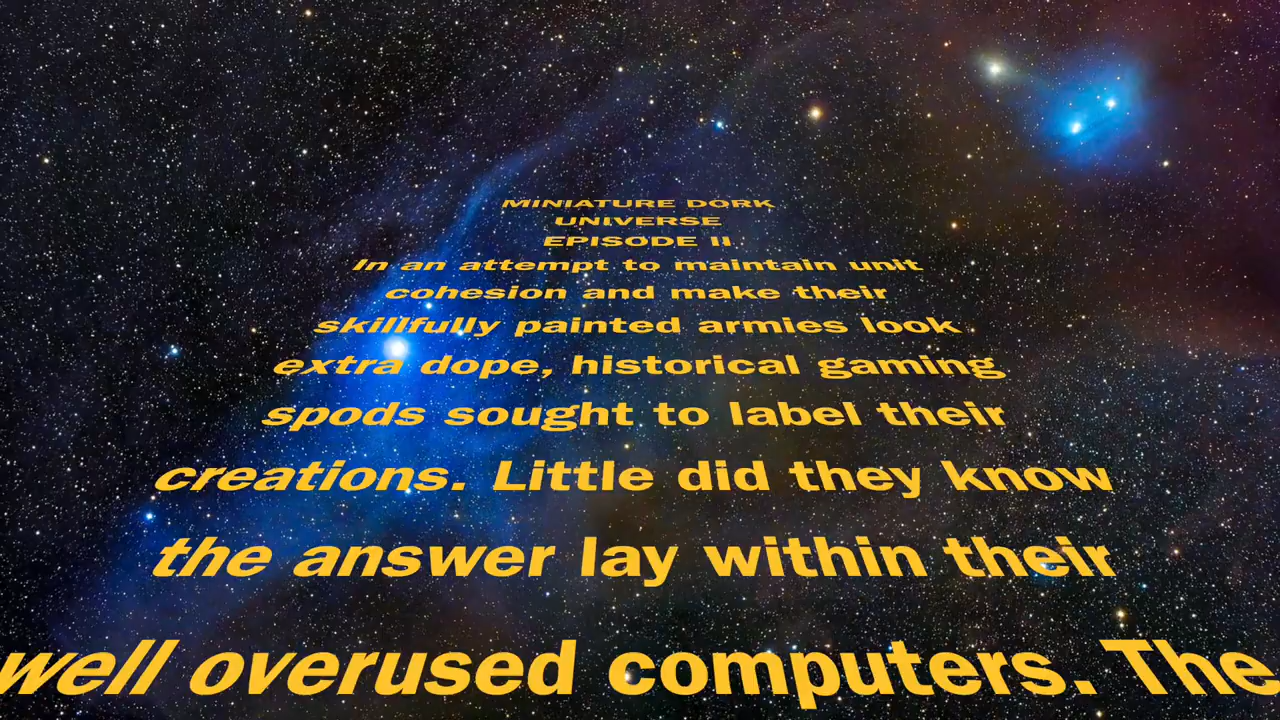 MINIATURE DORK
UNIVERSE
EPISODE II
In an attempt to maintain unit
cohesion and make their
skillfully painted armies look
extra dope, historical gaming
spods sought to label their
creations. Little did they know
the answer lay within their
well overused computers. The